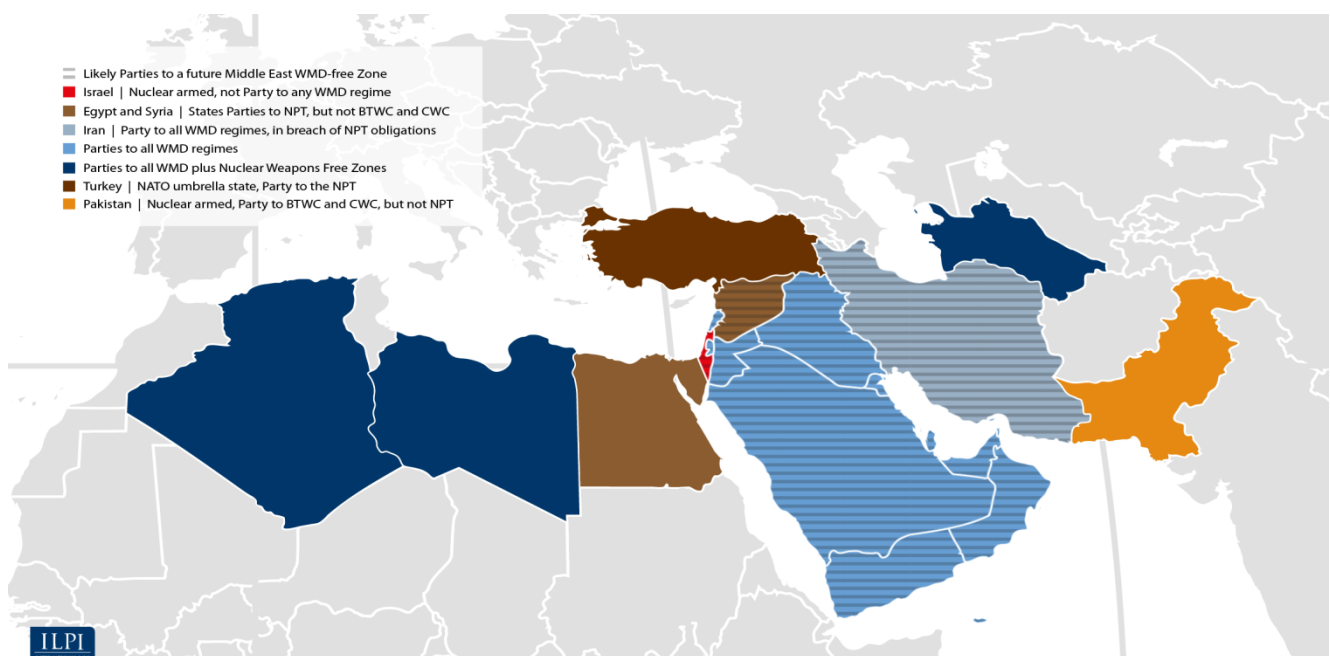 Likely Parties to a future Middle East WMD-free Zone
Israel | Nuclear armed, not Party to any WMD regime
Egypt and Syria | States Parties to NPT, but not BTWC and CWC
Iran | Party to all WMD regimes, in breach of NPT obligations
Parties to all WMD regimes
Parties to all WMD plus Nuclear Weapons Free Zones
Turkey | NATO umbrella state, Party to the NPT
Pakistan | Nuclear armed, Party to BTWC and CWC, but not NPT
ILPI